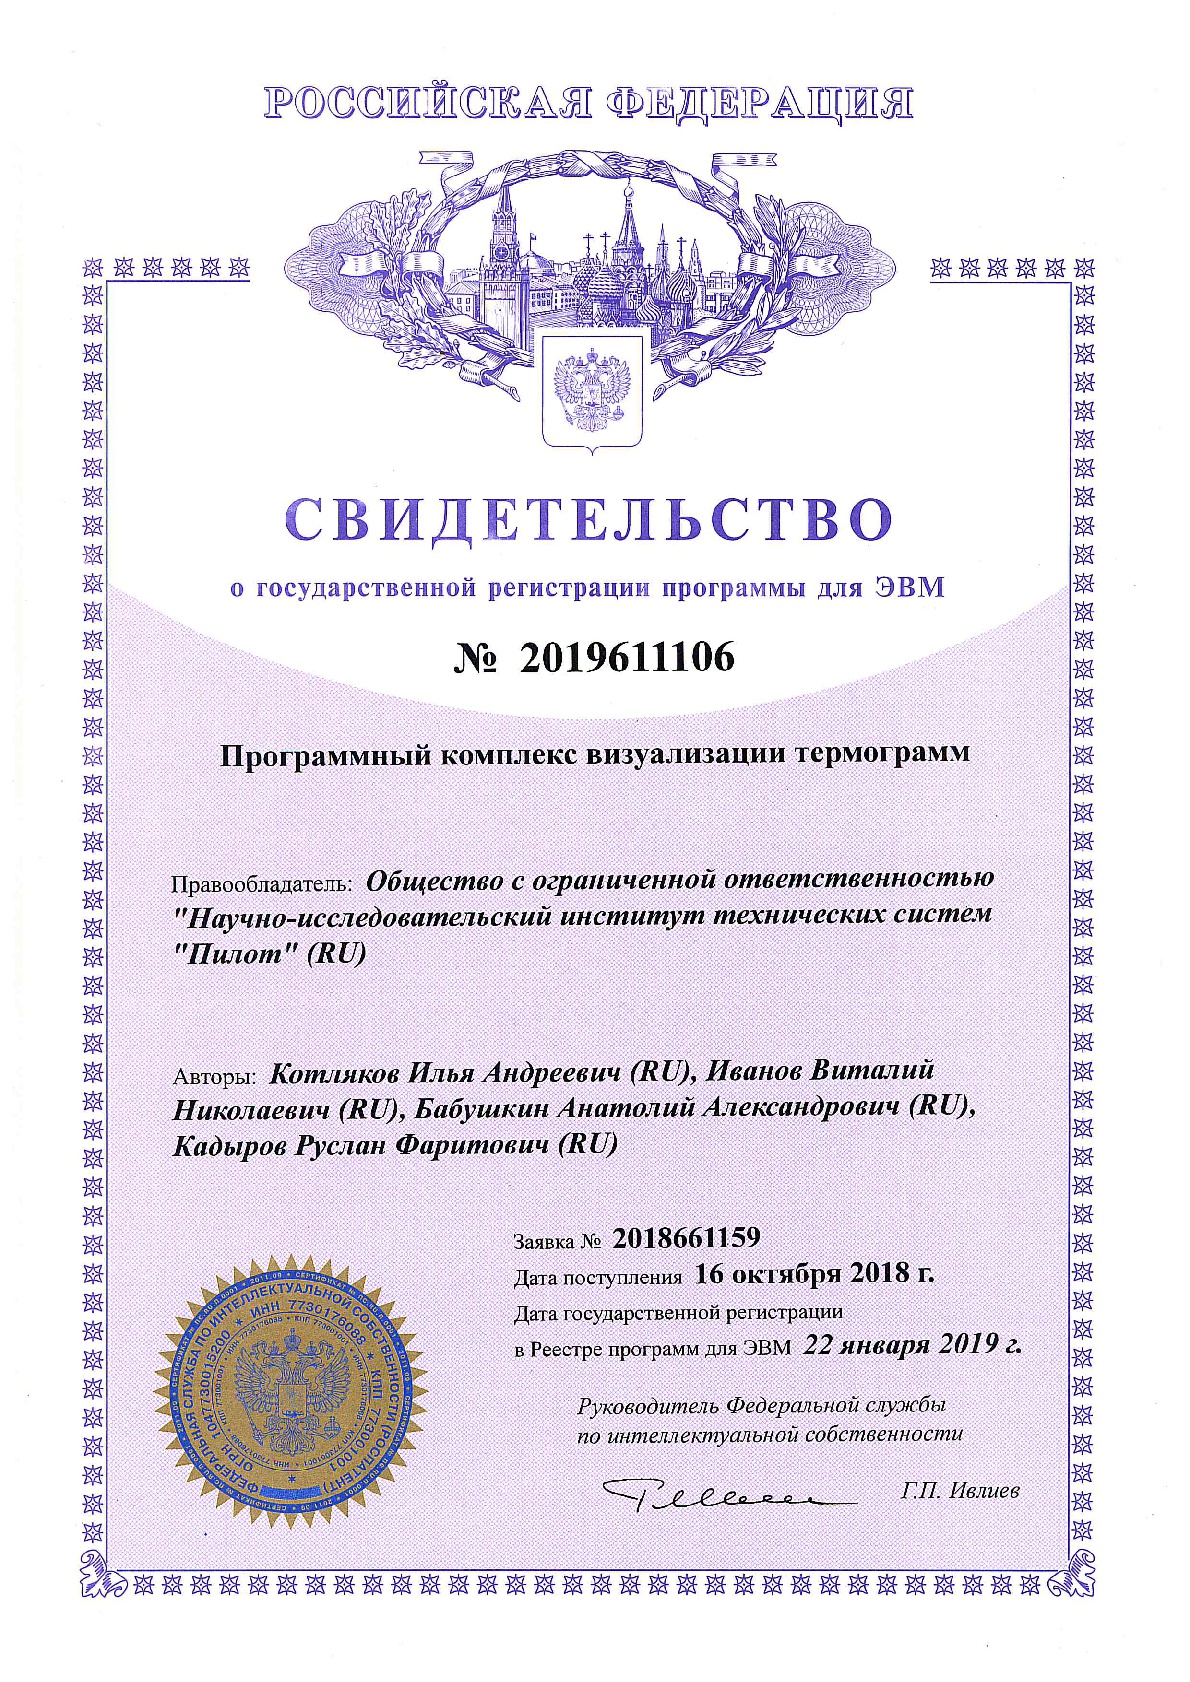 РОССИЙСКАЯ ФЕДЕРАЦИЯ
СВИДЕТЕЛЬСТВО
о государственной регистрации программы для ЭВМ
№ 2019611106
Программный комплекс визуализации термограмм
Правообладатель: Общество с ограниченной ответственностью
"Научно-исследовательский институт технических систем
"Пилот" (RU)
Авторы: Котляков Илья Андреевич (RU), Иванов Виталий
Николаевич (RU), Бабушкин Анатолий Александрович (RU),
Кадыров Руслан Фаритович (RU)
Заявка № 2018661159
Дата поступления 16 октября 2018 г.
Дата государственной регистрации
в Реестре программ для ЭВМ 22 января 2019 г.
Руководитель Федеральной службы
по интеллектуальной собственности
Г.П. Ивлиев
ФЕДЕРАЛЬНАЯ СЛУЖБА ПО ИНТЕЛЛЕКТУАЛЬНОЙ СОБСТВЕННОСТИ (РОСПАТЕНТ)
ОГРН 1047730015200 * ИНН 7730176088 * КПП 773001001 *